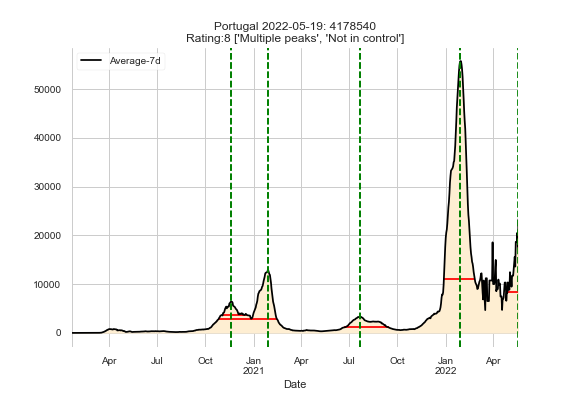 Portugal 2022-05-19: 4178540
Rating:8 ['Multiple peaks', 'Not in control']
Average-7d
50000
40000
30000
20000
10000
0
Apr Jul Oct Jan Apr Jul Oct Jan Apr
2021 2022
Date